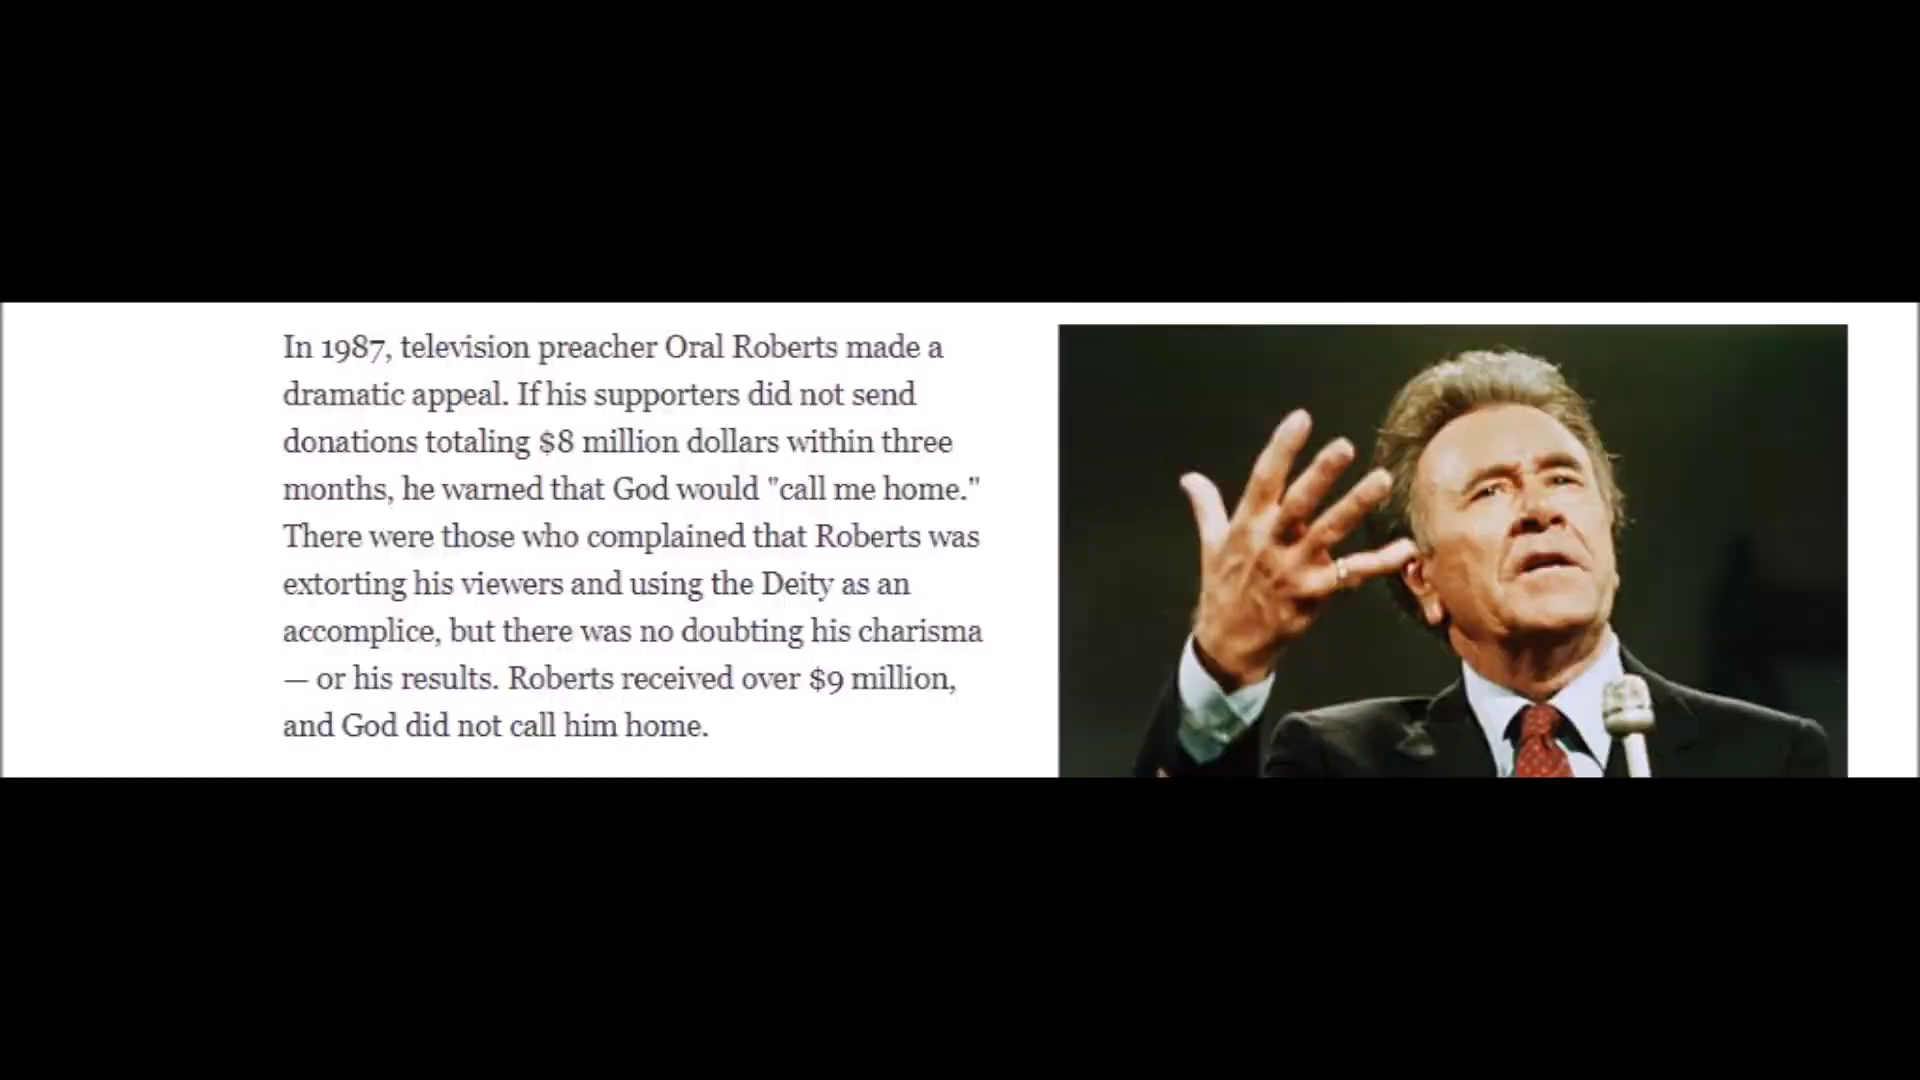 In 1987, television preacher Oral Roberts made a
dramatic appeal. If his supporters did not send
donations totaling $8 million dollars within three
months, he warned that God would "call me home."
There were those who complained that Roberts was
extorting his viewers and using the Deity as an
accomplice, but there was no doubting his charisma
— or his results. Roberts received over $9 million,
and God did not call him home.